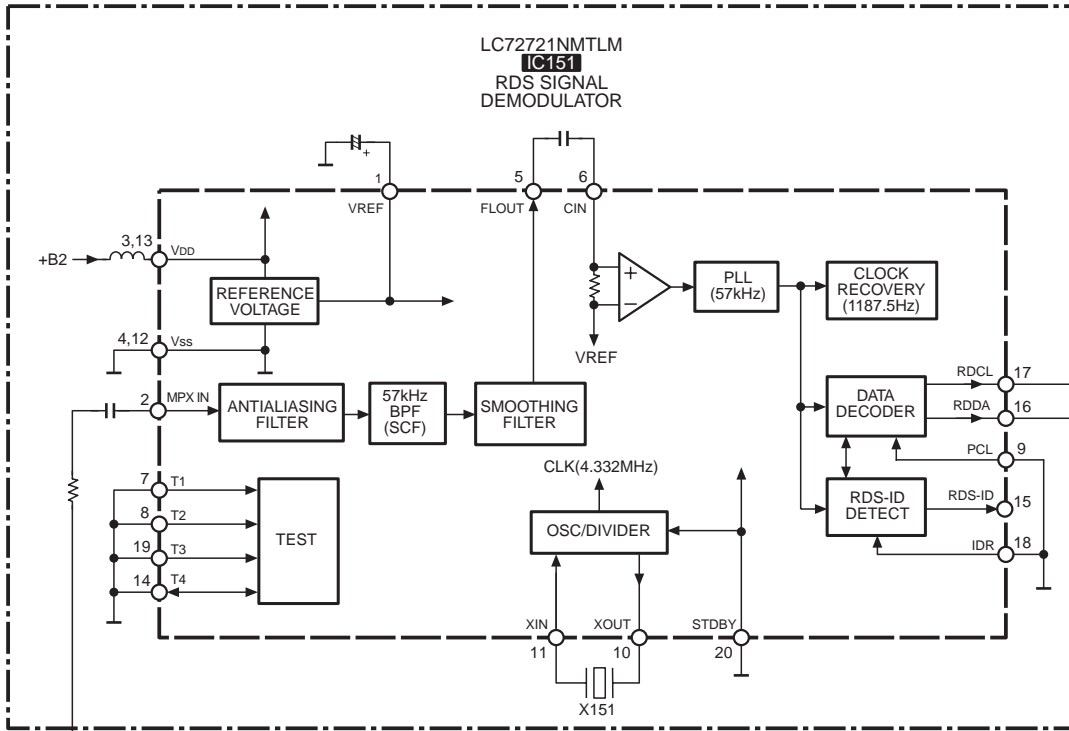 LC72721NMTLM
IC151
RDS SIGNAL
DEMODULATOR
+
1
VREF
5
FLOUT
6
CIN
+B2
3,13
VDD
REFERENCE
VOLTAGE
4,12
VSS
+
−
VREF
PLL
(57kHz)
CLOCK
RECOVERY
(1187.5Hz)
2
MPX IN
ANTIALIASING
FILTER
57kHz
BPF
(SCF)
SMOOTHING
FILTER
DATA
DECODER
RDCL
17
RDDA
16
PCL
9
RDS-ID
DETECT
RDS-ID
15
IDR
18
7
T1
8
T2
19
T3
14
T4
TEST
CLK(4.332MHz)
OSC/DIVIDER
XIN
11
XOUT
10
STDBY
20
X151